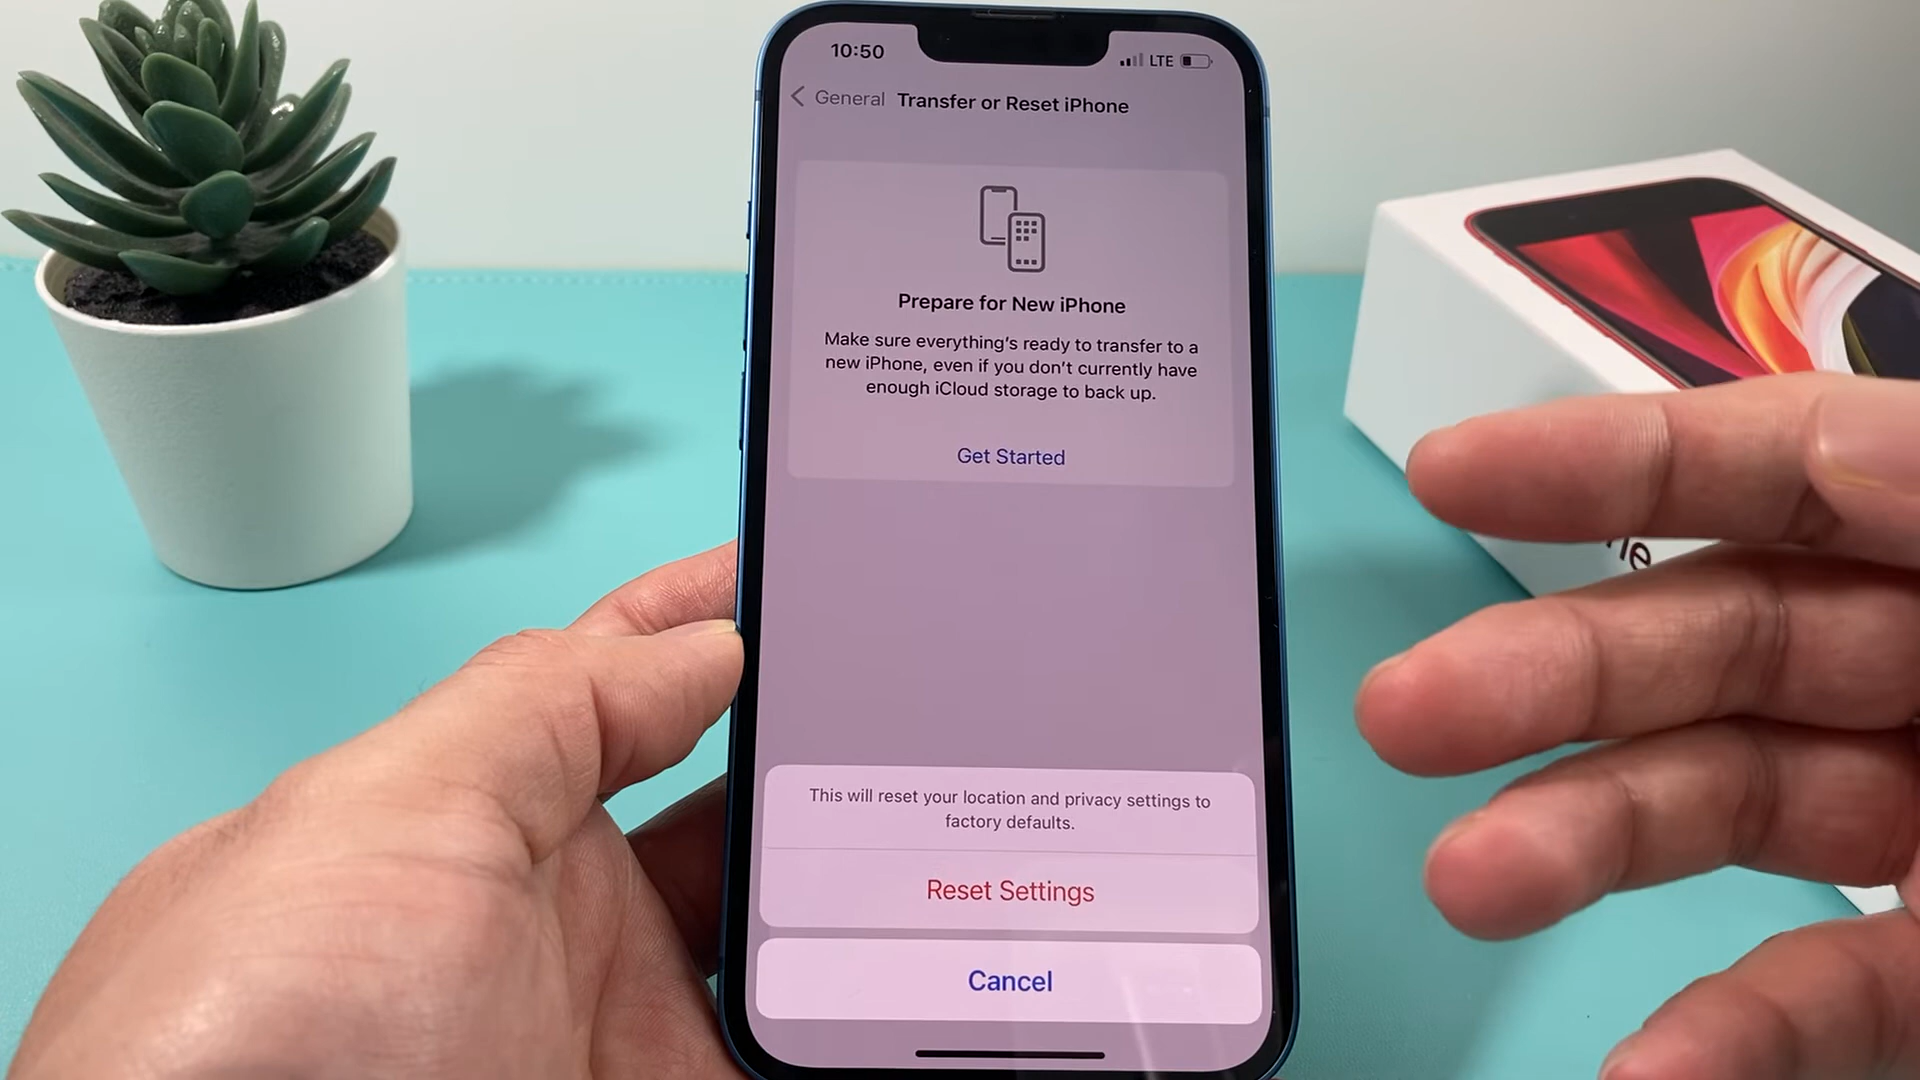 10:50
LTE
General Transfer or Reset iPhone
Prepare for New iPhone
Make sure everything's ready to transfer to a
new iPhone, even if you don't currently have
enough iCloud storage to back up.
Get Started
This will reset your location and privacy settings to
factory defaults.
Reset Settings
Cancel